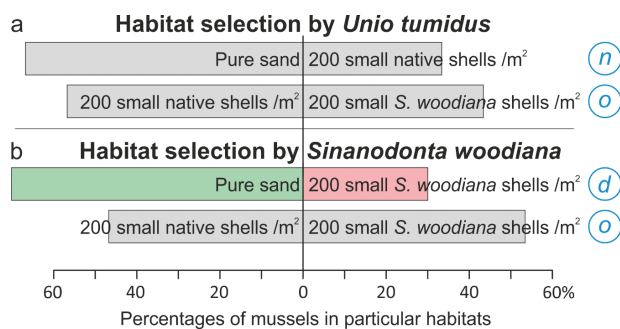 a
Habitat selection by Unio tumidus
Pure sand 200 small native shells /m² n
200 small native shells /m² 200 small S. woodiana shells /m² o
b
Habitat selection by Sinanodonta woodiana
Pure sand 200 small S. woodiana shells /m² d
200 small native shells /m² 200 small S. woodiana shells /m² o
60 40 20 0 20 40 60%
Percentages of mussels in particular habitats